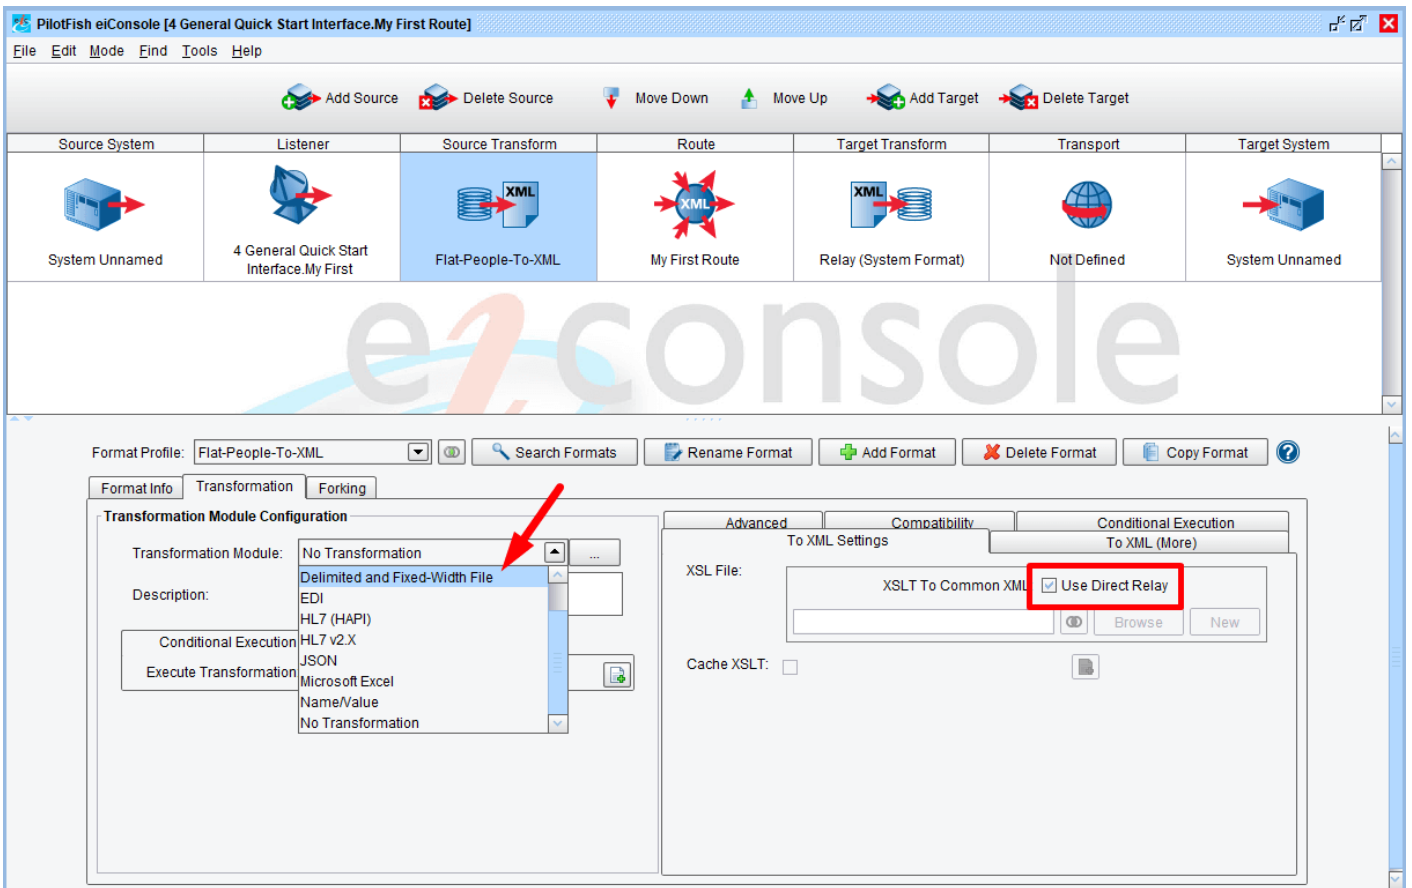 PilotFish eiConsole [4 General Quick Start Interface.My First Route]
File Edit Mode Find Tools Help
Add Source Delete Source Move Down Move Up Add Target Delete Target
Source System Listener Source Transform Route Target Transform Transport Target System
XML XML XML
System Unnamed 4 General Quick Start Flat-People-To-XML My First Route Relay (System Format) Not Defined System Unnamed
Interface.My First
eiconsole
Format Profile: Flat-People-To-XML Search Formats Rename Format Add Format Delete Format Copy Format ?
Format Info Transformation Forking
Transformation Module Configuration
Advanced Compatibility Conditional Execution
To XML Settings To XML (More)
Transformation Module: No Transformation ...
XSL File:
Delimited and Fixed-Width File
XSLT To Common XML Use Direct Relay
Description:
EDI
HL7 (HAPI)
Browse New
Conditional Execution HL7 v2.X
JSON
Cache XSLT:
Execute Transformation
Microsoft Excel
Name/Value
No Transformation